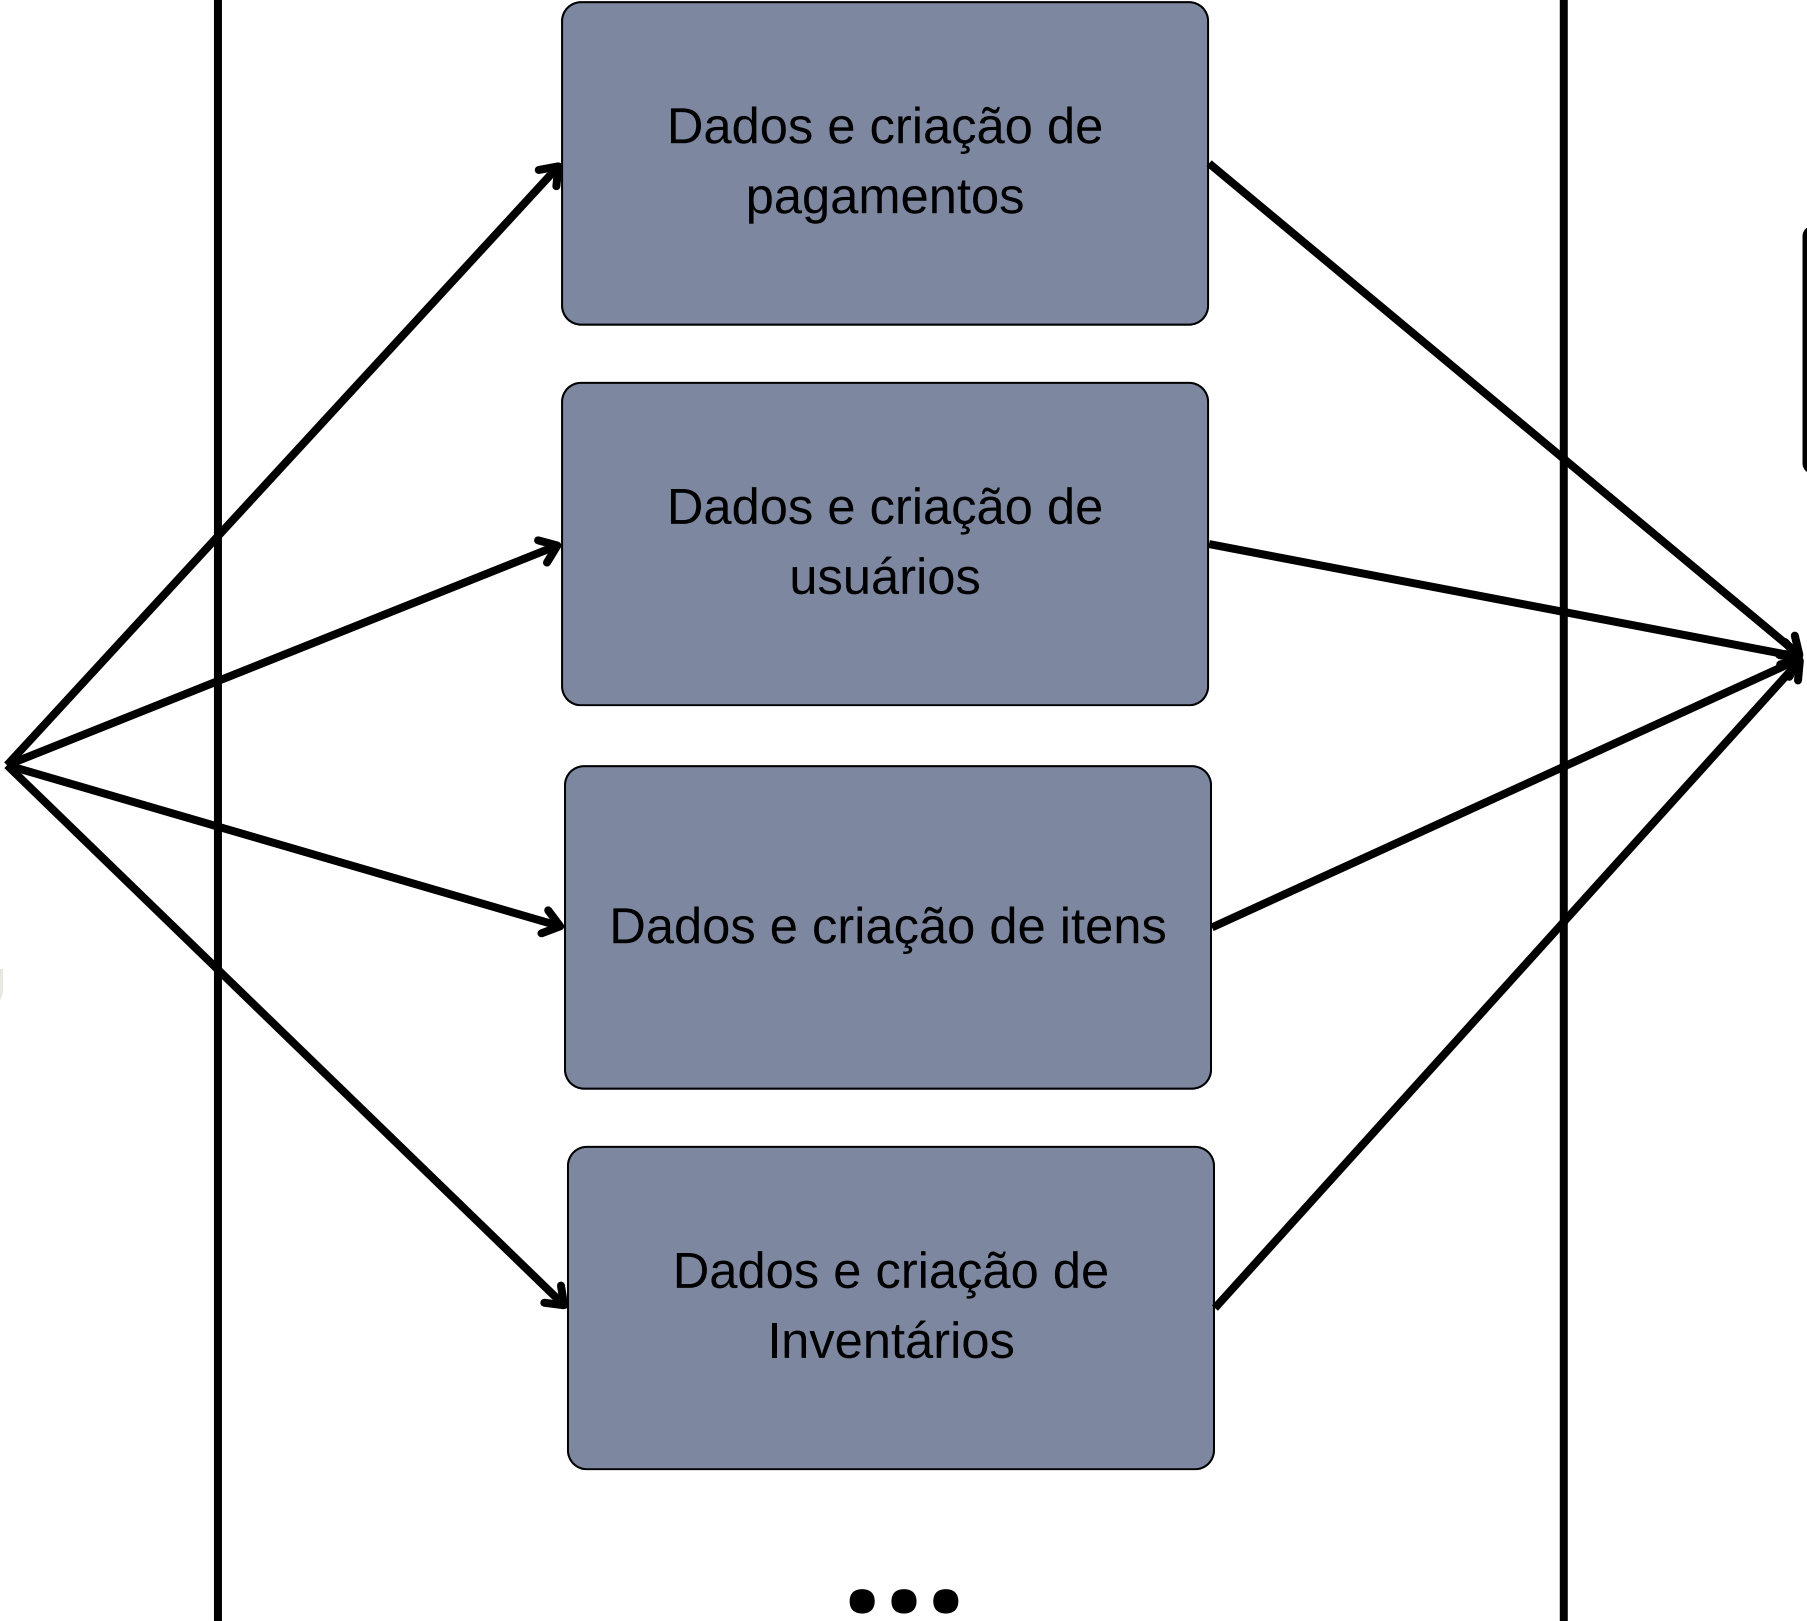 Dados e criação de
pagamentos
Dados e criação de
usuários
Dados e criação de itens
Dados e criação de
Inventários
...